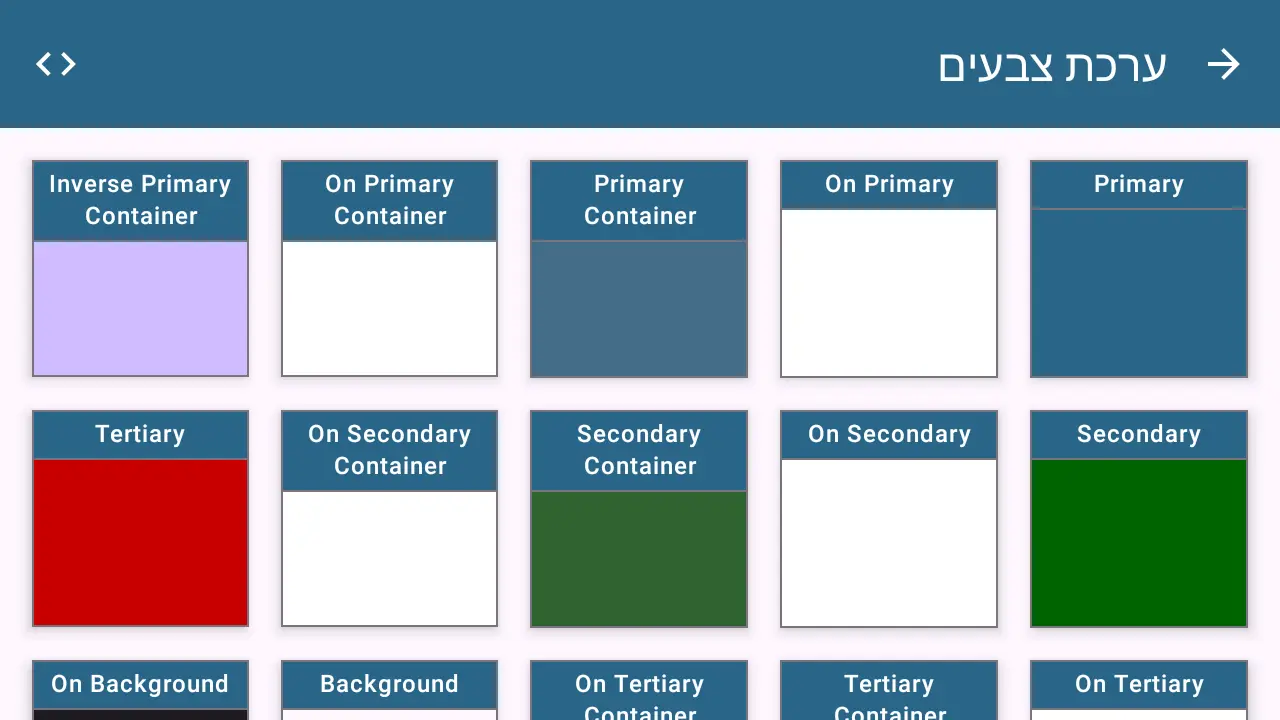 ערכת צבעים
Primary
On Primary
Primary
Container
On Primary
Container
Inverse Primary
Container
Secondary
On Secondary
Secondary
Container
On Secondary
Container
Tertiary
On Tertiary
Tertiary
Container
On Tertiary
Container
Background
On Background